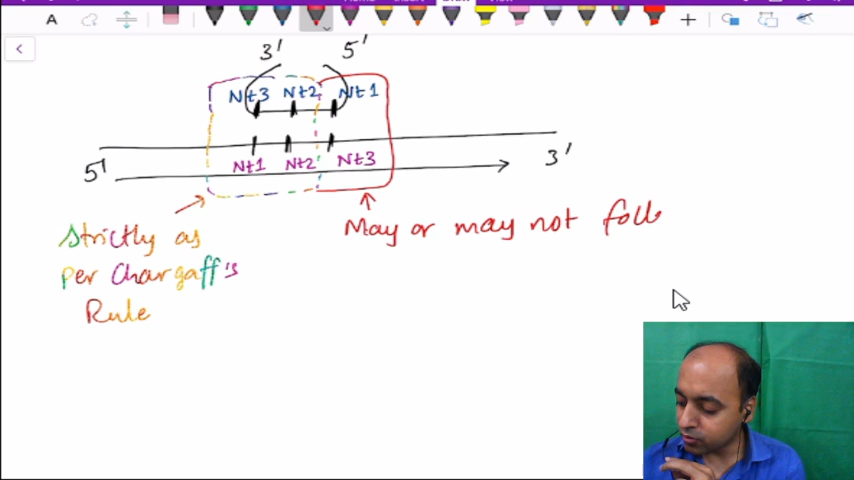 A
3' 5'
Nt3 Nt2 Nt1
5' Nt1 Nt2 Nt3 3'
Strictly as
per Chargaff's
Rule
May or may not foll